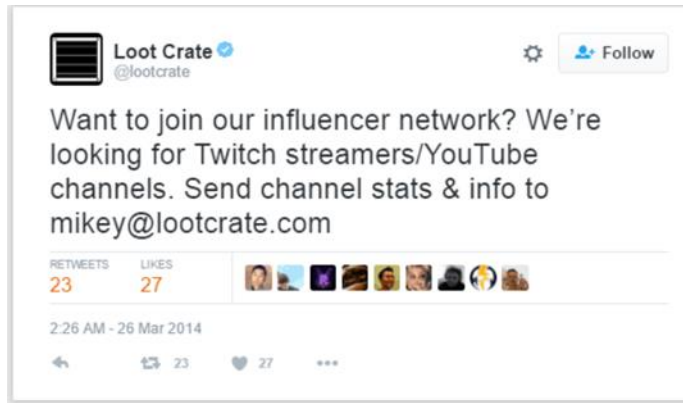 Loot Crate
@lootcrate
Follow
Want to join our influencer network? We’re
looking for Twitch streamers/YouTube
channels. Send channel stats & info to
mikey@lootcrate.com
RETWEETS LIKES
23 27
2:26 AM - 26 Mar 2014
23 27